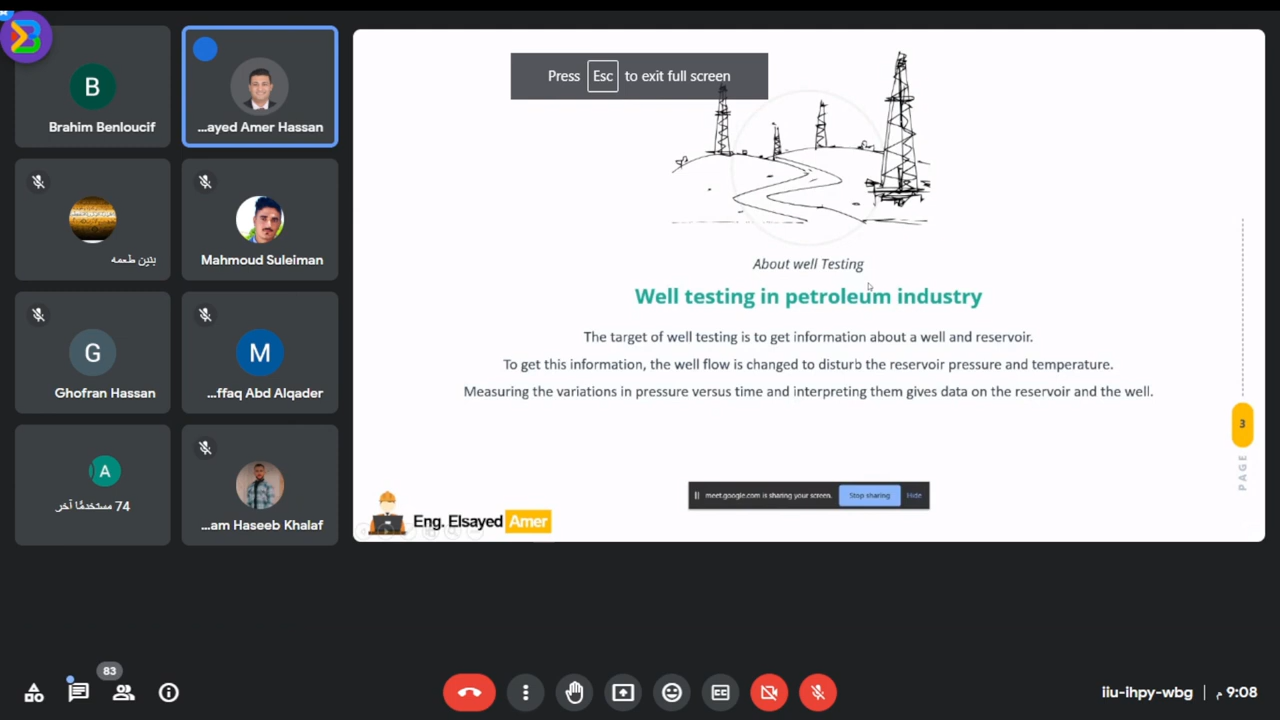 B
Brahim Benloucif
...ayed Amer Hassan
بنين طعمه
Mahmoud Suleiman
G
Ghofran Hassan
M
...ffaq Abd Alqader
A
74 مستخدمًا آخر
...am Haseeb Khalaf
Press Esc to exit full screen
About well Testing
Well testing in petroleum industry
The target of well testing is to get information about a well and reservoir.
To get this information, the well flow is changed to disturb the reservoir pressure and temperature.
Measuring the variations in pressure versus time and interpreting them gives data on the reservoir and the well.
3
PAGE
meet.google.com is sharing your screen.
Stop sharing
Hide
Eng. Elsayed Amer
83
CC
iiu-ihpy-wbg
9:08 م